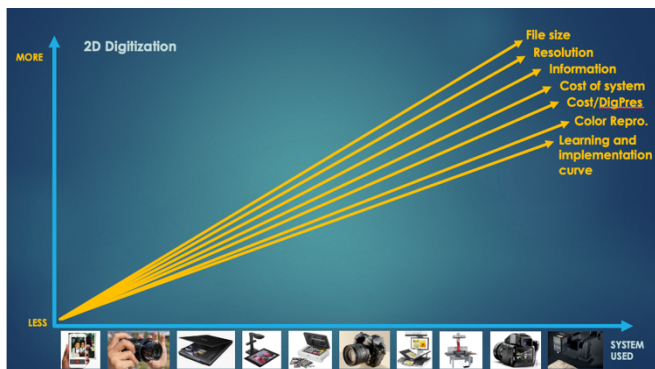 2D Digitization
MORE
File size
Resolution
Information
Cost of system
Cost/DigPres
Color Repro.
Learning and
implementation
curve
LESS
SYSTEM
USED